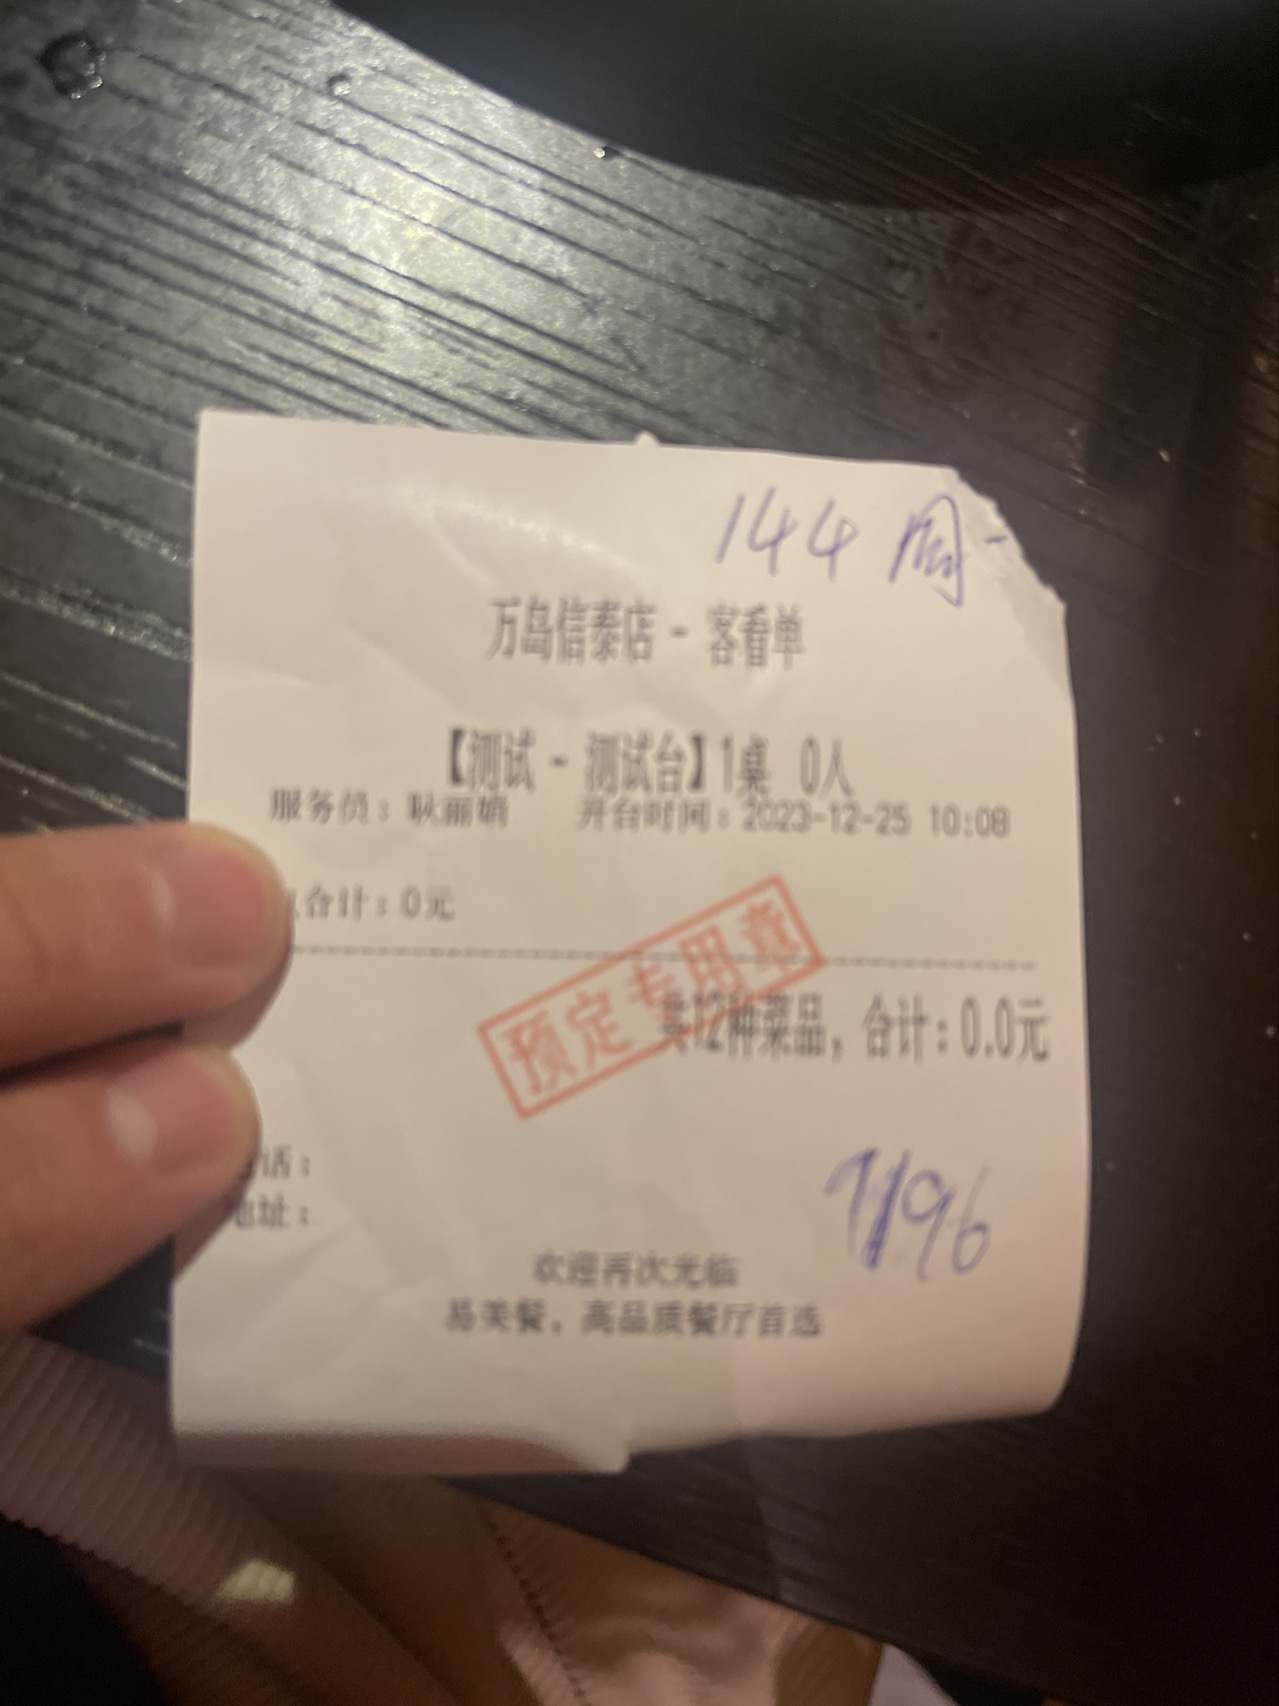 144 周一
万岛信泰店 - 客看单
【测试 - 测试台】1桌 0人
服务员：耿丽娟 开台时间：2023-12-25 10:08
合计：0元
预定专用章
共12种菜品，合计：0.0元
话：
地址：
欢迎再次光临
易美餐，高品质餐厅首选